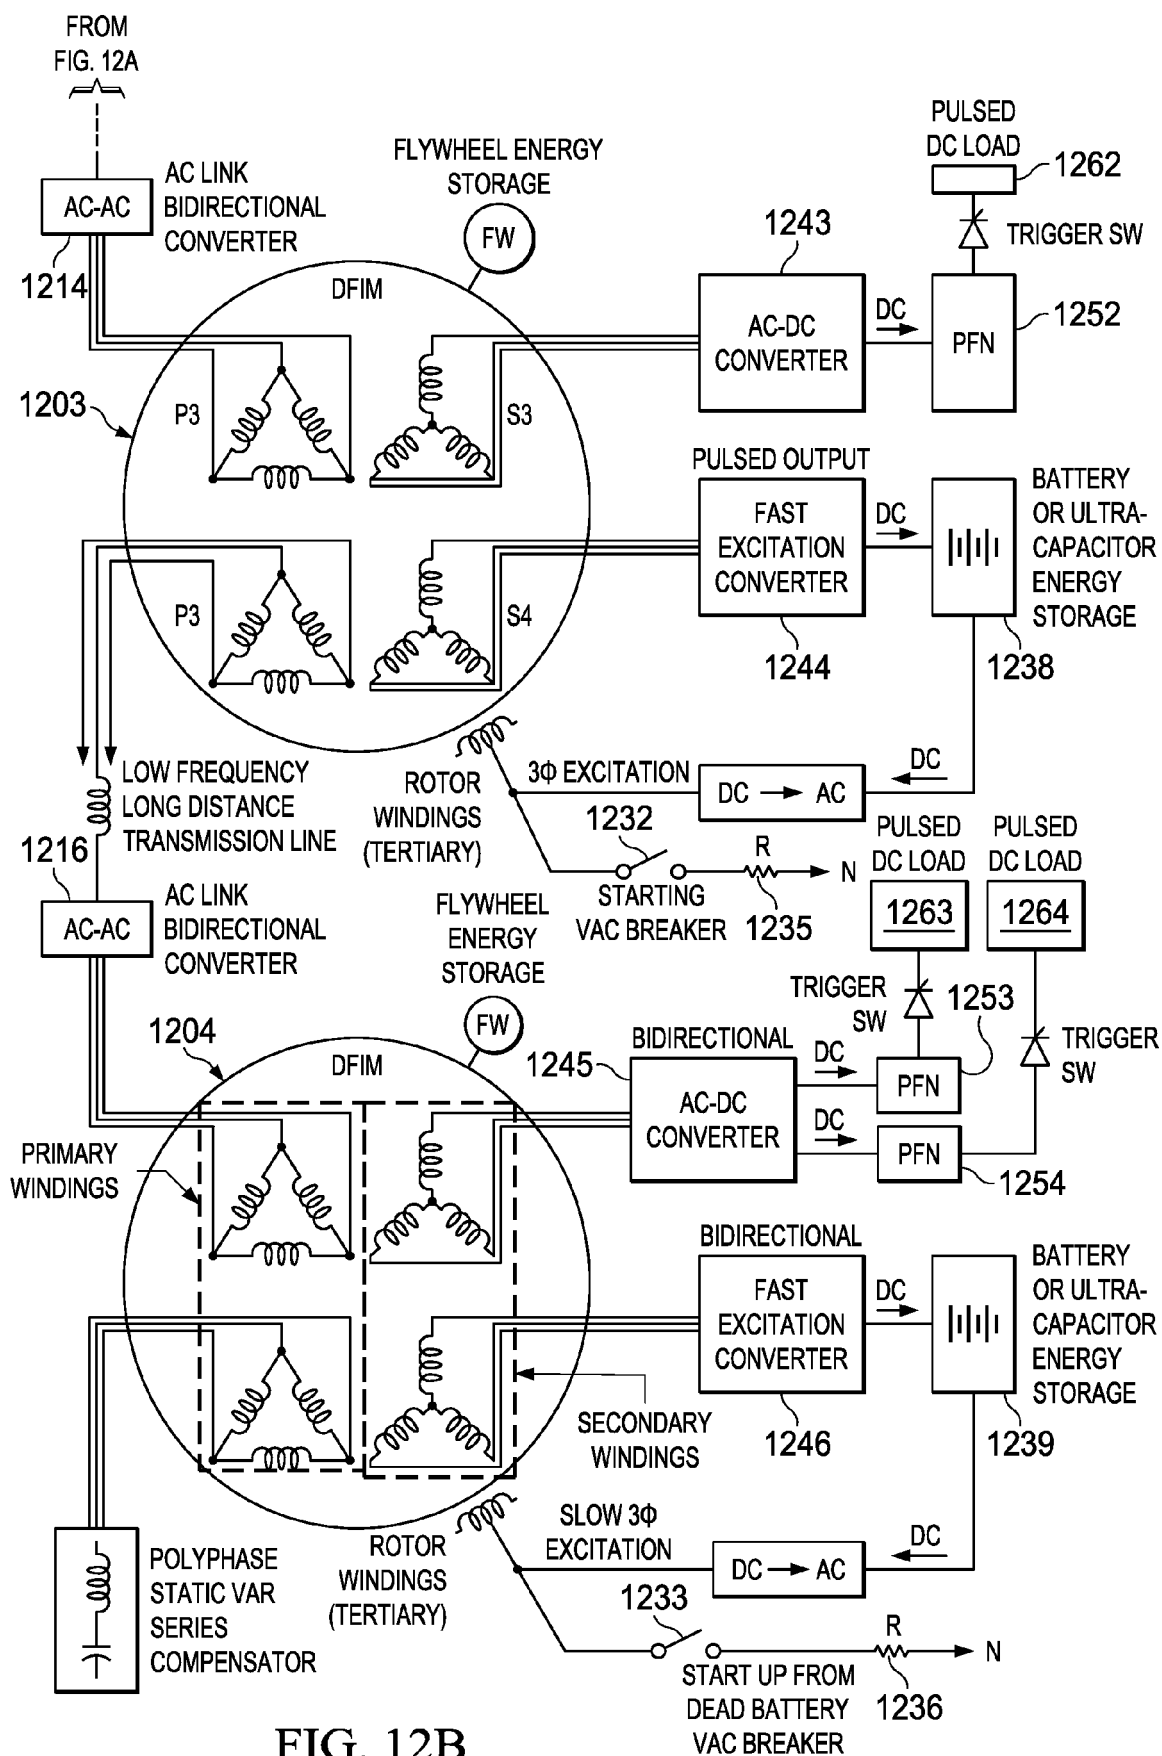 FROM
FIG. 12A
AC-AC
AC LINK
BIDIRECTIONAL
CONVERTER
1214
FLYWHEEL ENERGY
STORAGE
FW
PULSED
DC LOAD
1262
TRIGGER SW
1243
AC-DC
CONVERTER
DC
PFN
1252
DFIM
1203
P3
S3
PULSED OUTPUT
FAST
EXCITATION
CONVERTER
1244
DC
BATTERY
OR ULTRA-
CAPACITOR
ENERGY
STORAGE
1238
P3
S4
LOW FREQUENCY
LONG DISTANCE
TRANSMISSION LINE
ROTOR
WINDINGS
(TERTIARY)
3Φ EXCITATION
DC
AC
DC
1232
STARTING
VAC BREAKER
R
1235
N
PULSED
DC LOAD
1263
PULSED
DC LOAD
1264
1216
AC-AC
AC LINK
BIDIRECTIONAL
CONVERTER
FLYWHEEL
ENERGY
STORAGE
FW
TRIGGER
SW
1253
TRIGGER
SW
1204
DFIM
1245
BIDIRECTIONAL
AC-DC
CONVERTER
DC
PFN
DC
PFN
1254
PRIMARY
WINDINGS
BIDIRECTIONAL
FAST
EXCITATION
CONVERTER
1246
DC
BATTERY
OR ULTRA-
CAPACITOR
ENERGY
STORAGE
1239
SECONDARY
WINDINGS
POLYPHASE
STATIC VAR
SERIES
COMPENSATOR
ROTOR
WINDINGS
(TERTIARY)
SLOW 3Φ
EXCITATION
DC
AC
DC
1233
START UP FROM
DEAD BATTERY
VAC BREAKER
R
1236
N
FIG. 12B